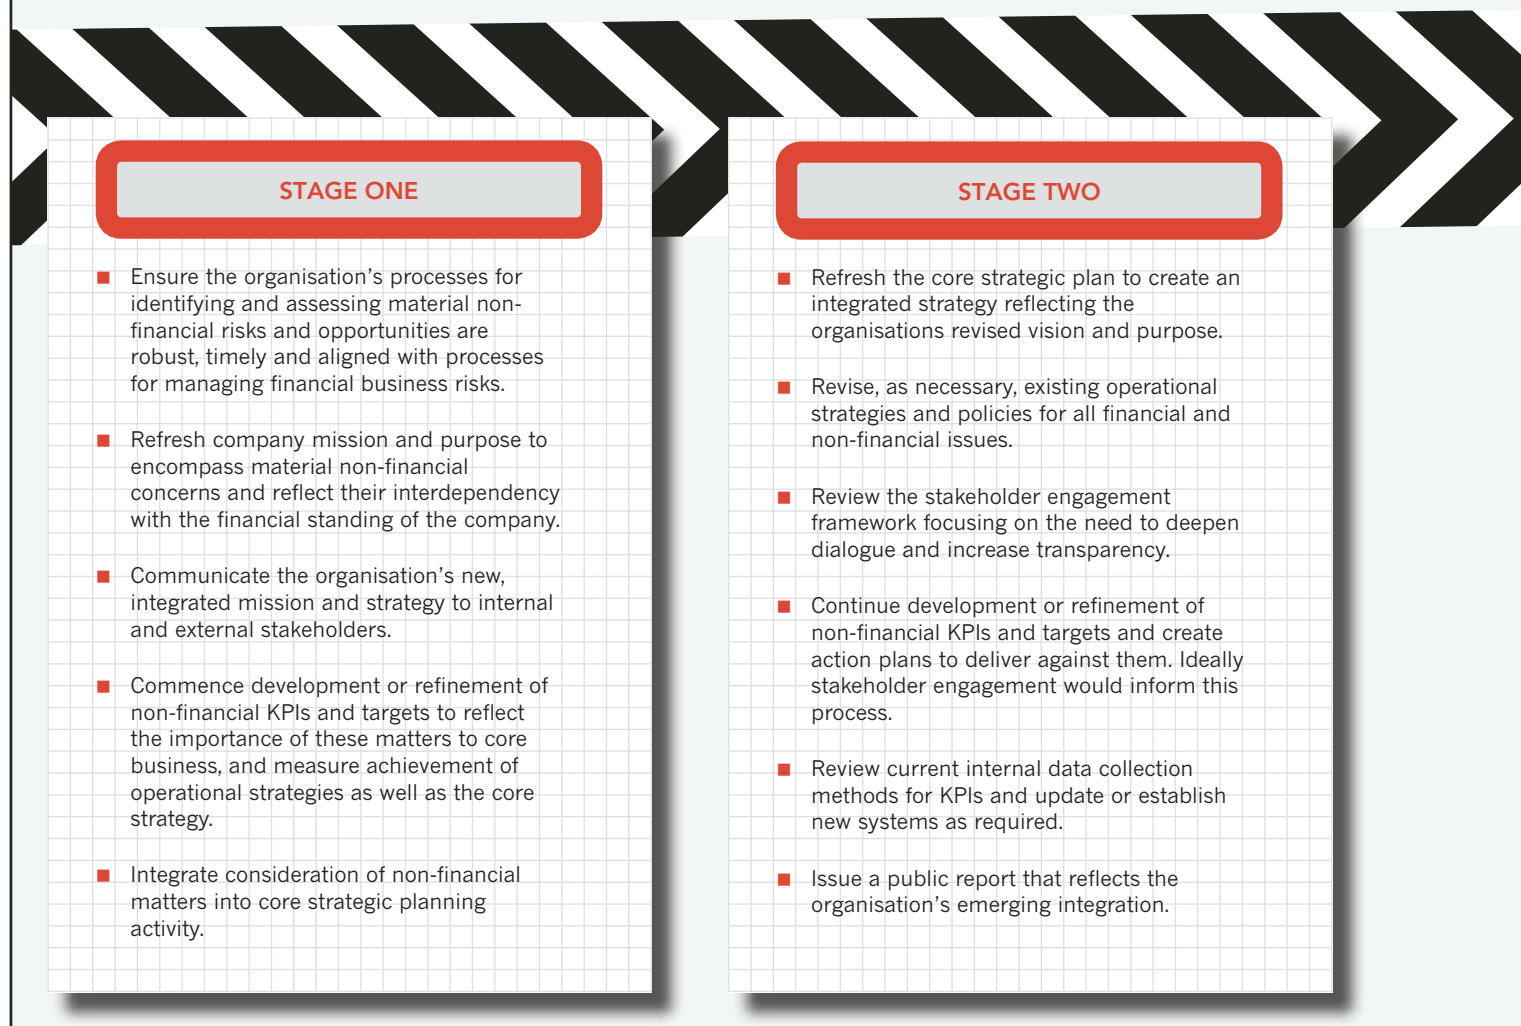 STAGE ONE
Ensure the organisation’s processes for
identifying and assessing material non-
financial risks and opportunities are
robust, timely and aligned with processes
for managing financial business risks.
Refresh company mission and purpose to
encompass material non-financial
concerns and reflect their interdependency
with the financial standing of the company.
Communicate the organisation’s new,
integrated mission and strategy to internal
and external stakeholders.
Commence development or refinement of
non-financial KPIs and targets to reflect
the importance of these matters to core
business, and measure achievement of
operational strategies as well as the core
strategy.
Integrate consideration of non-financial
matters into core strategic planning
activity.
STAGE TWO
Refresh the core strategic plan to create an
integrated strategy reflecting the
organisations revised vision and purpose.
Revise, as necessary, existing operational
strategies and policies for all financial and
non-financial issues.
Review the stakeholder engagement
framework focusing on the need to deepen
dialogue and increase transparency.
Continue development or refinement of
non-financial KPIs and targets and create
action plans to deliver against them. Ideally
stakeholder engagement would inform this
process.
Review current internal data collection
methods for KPIs and update or establish
new systems as required.
Issue a public report that reflects the
organisation’s emerging integration.